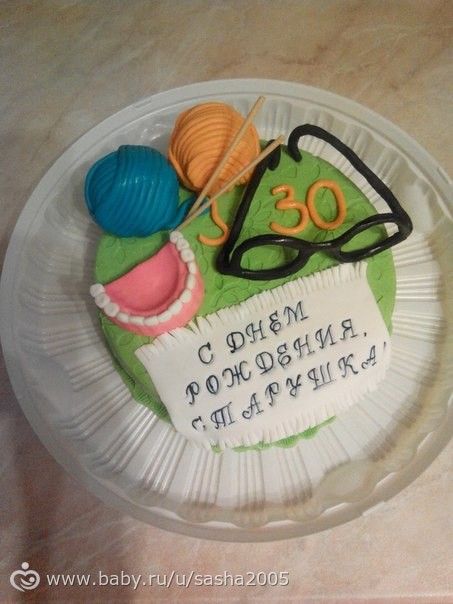 30
С ДНЕМ
РОЖДЕНИЯ,
СТАРУШКА!
www.baby.ru/u/sasha2005